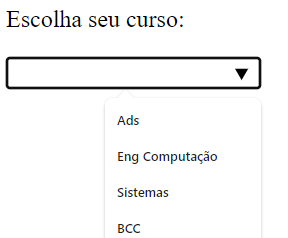 Escolha seu curso:
Ads
Eng Computação
Sistemas
BCC